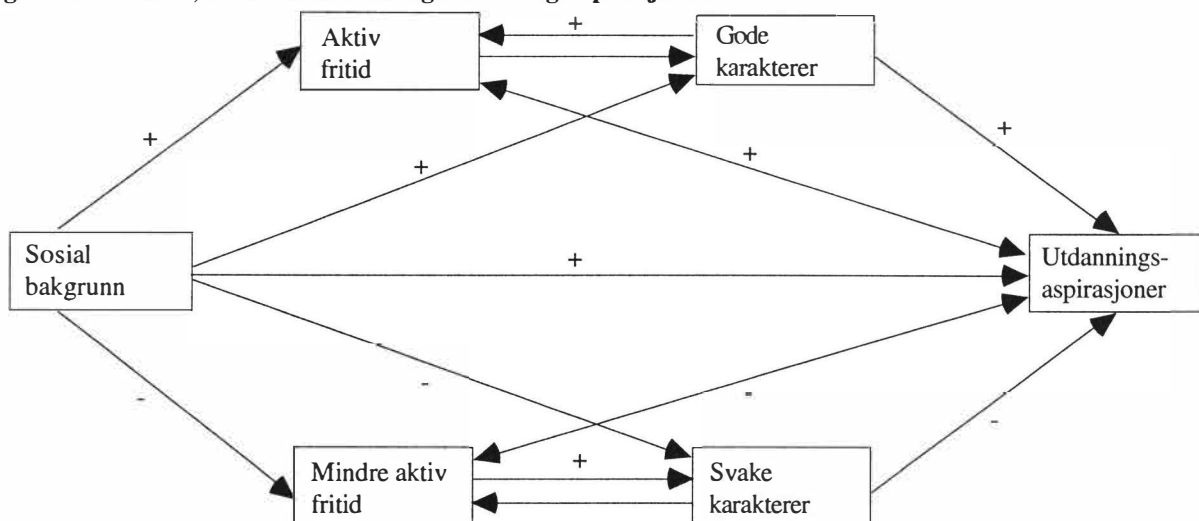 Aktiv
fritid
+
Gode
karakterer
+
+
+
+
Sosial
bakgrunn
+
Utdannings-
aspirasjoner
-
-
-
-
-
Mindre aktiv
fritid
+
Svake
karakterer